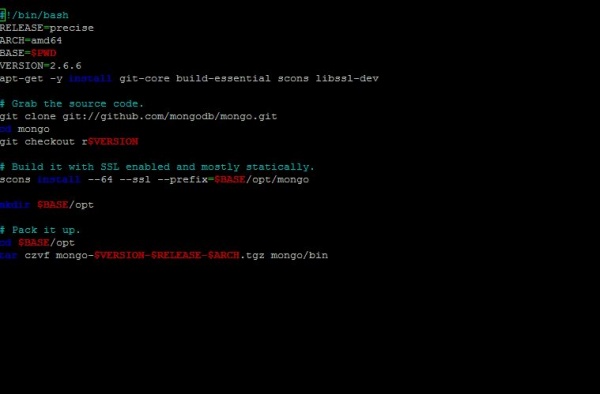 #!/bin/bash
RELEASE=precise
ARCH=amd64
BASE=$PWD
VERSION=2.6.6
apt-get -y install git-core build-essential scons libssl-dev
# Grab the source code.
git clone git://github.com/mongodb/mongo.git
cd mongo
git checkout r$VERSION
# Build it with SSL enabled and mostly statically.
scons install --64 --ssl --prefix=$BASE/opt/mongo
mkdir $BASE/opt
# Pack it up.
cd $BASE/opt
tar czvf mongo-$VERSION-$RELEASE-$ARCH.tgz mongo/bin